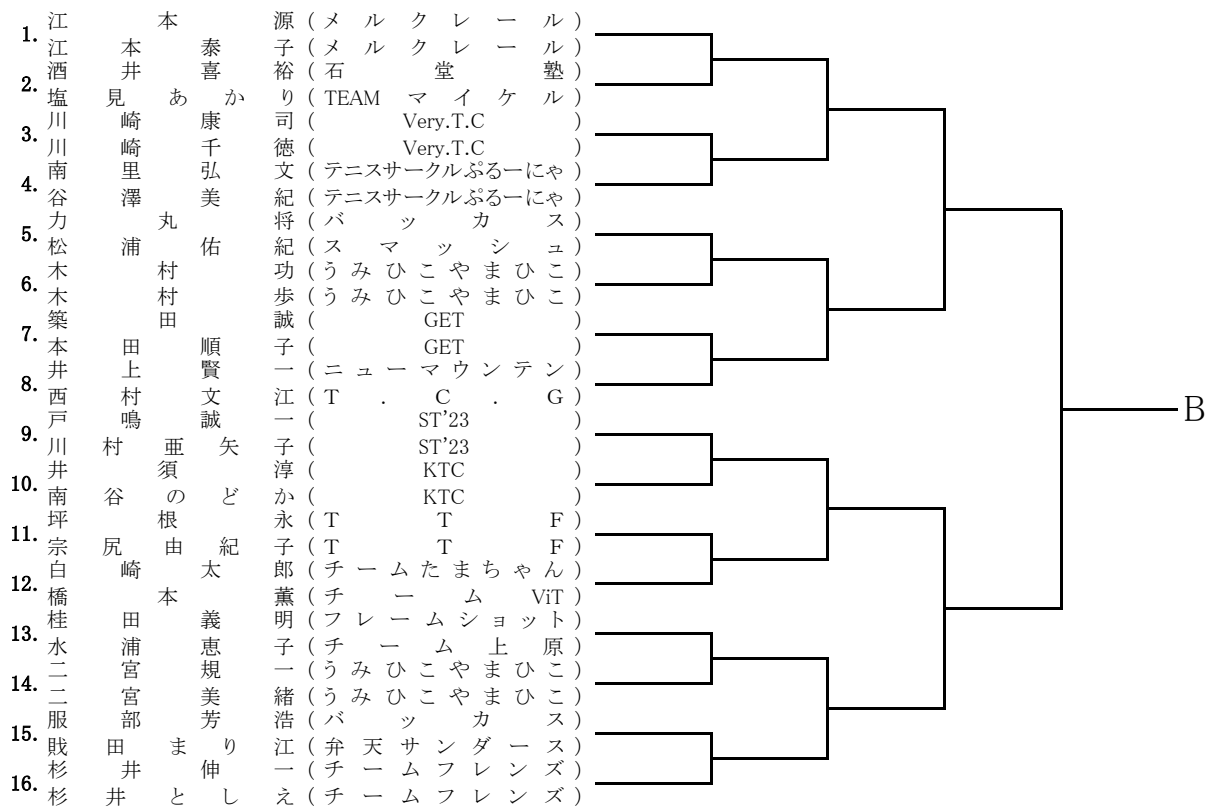 1. 江本源(メルクレール)
江本泰子(メルクレール)
2. 酒井喜裕(石堂塾)
塩見あかり(TEAMマイケル)
3. 川崎康司(Very.T.C)
川崎千徳(Very.T.C)
4. 南里弘文(テニスサークルぷるーにゃ)
谷澤美紀(テニスサークルぷるーにゃ)
5. 力丸将(バッカス)
松浦佑紀(スマッシュ)
6. 木村功(うみひこやまひこ)
木村歩(うみひこやまひこ)
7. 築田誠(GET)
本田順子(GET)
8. 井上賢一(ニューマウンテン)
西村文江(T.C.G)
9. 戸鳴誠一(ST'23)
川村亜矢子(ST'23)
10. 井須淳(KTC)
南谷のどか(KTC)
11. 坪根永(TTF)
宗尻由紀子(TTF)
12. 白崎太郎(チームたまちゃん)
橋本薫(チームViT)
13. 桂田義明(フレームショット)
水浦恵子(チーム上原)
14. 二宮規一(うみひこやまひこ)
二宮美緒(うみひこやまひこ)
15. 服部芳浩(バッカス)
戝田まり江(弁天サンダース)
16. 杉井伸一(チームフレンズ)
杉井としえ(チームフレンズ)
B